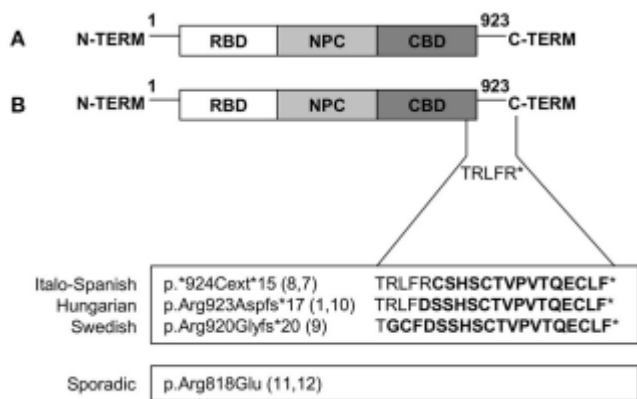 1 923
A N-TERM RBD NPC CBD C-TERM
1 923
B N-TERM RBD NPC CBD C-TERM
TRLFR*
Italo-Spanish p.*924Cext*15 (8,7) TRLFRCSHSCTVPVTQECLF*
Hungarian p.Arg923Aspfs*17 (1,10) TRLFDSSHSCTVPVTQECLF*
Swedish p.Arg920Glyfs*20 (9) TGCFDSSHSCTVPVTQECLF*
Sporadic p.Arg818Glu (11,12)